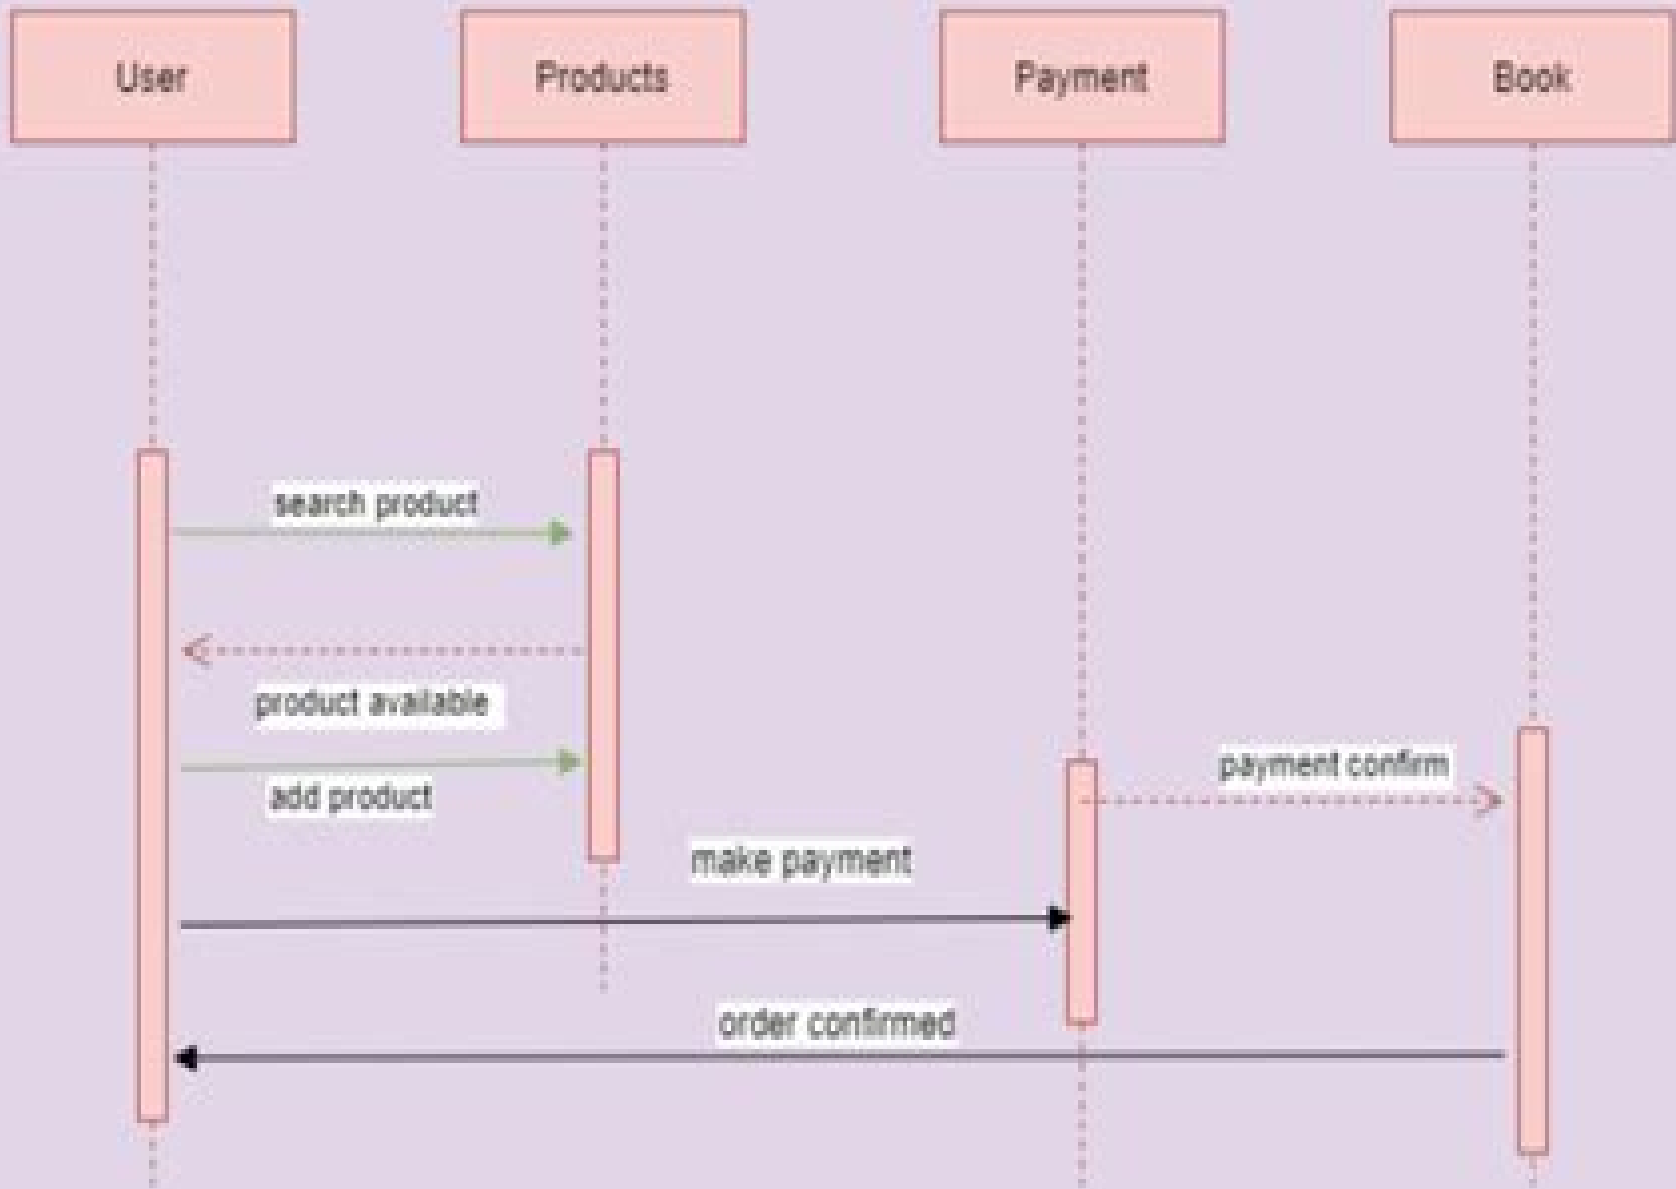 User
Products
Payment
Book
search product
product available
payment confirm
add product
make payment
order confirmed